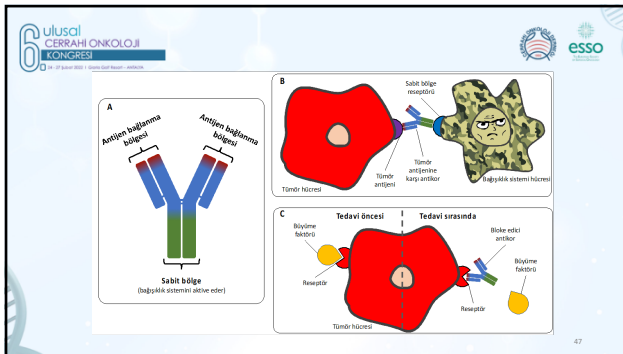 6. ulusal
CERRAHİ ONKOLOJİ
KONGRESİ
esso
A
Antijen bağlanma
bölgesi
Antijen bağlanma
bölgesi
Sabit bölge
(bağışıklık sistemini aktive eder)
B
Sabit bölge
reseptörü
Tümör
antijeni
Tümör
antijenine
karşı antikor
Tümör hücresi
Bağışıklık sistemi hücresi
C
Tedavi öncesi
Tedavi sırasında
Büyüme
faktörü
Reseptör
Tümör hücresi
Bloke edici
antikor
Büyüme
faktörü
Reseptör
47